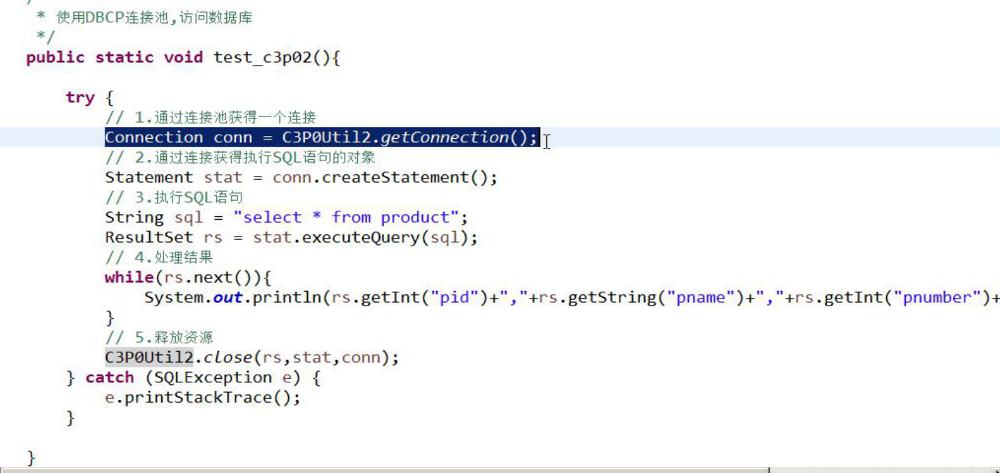 * 使用DBCP连接池,访问数据库
*/
public static void test_c3p02(){
try {
// 1.通过连接池获得一个连接
Connection conn = C3P0Util2.getConnection();
// 2.通过连接获得执行SQL语句的对象
Statement stat = conn.createStatement();
// 3.执行SQL语句
String sql = "select * from product";
ResultSet rs = stat.executeQuery(sql);
// 4.处理结果
while(rs.next()){
System.out.println(rs.getInt("pid")+","+rs.getString("pname")+","+rs.getInt("pnumber")+
}
// 5.释放资源
C3P0Util2.close(rs,stat,conn);
} catch (SQLException e) {
e.printStackTrace();
}
}